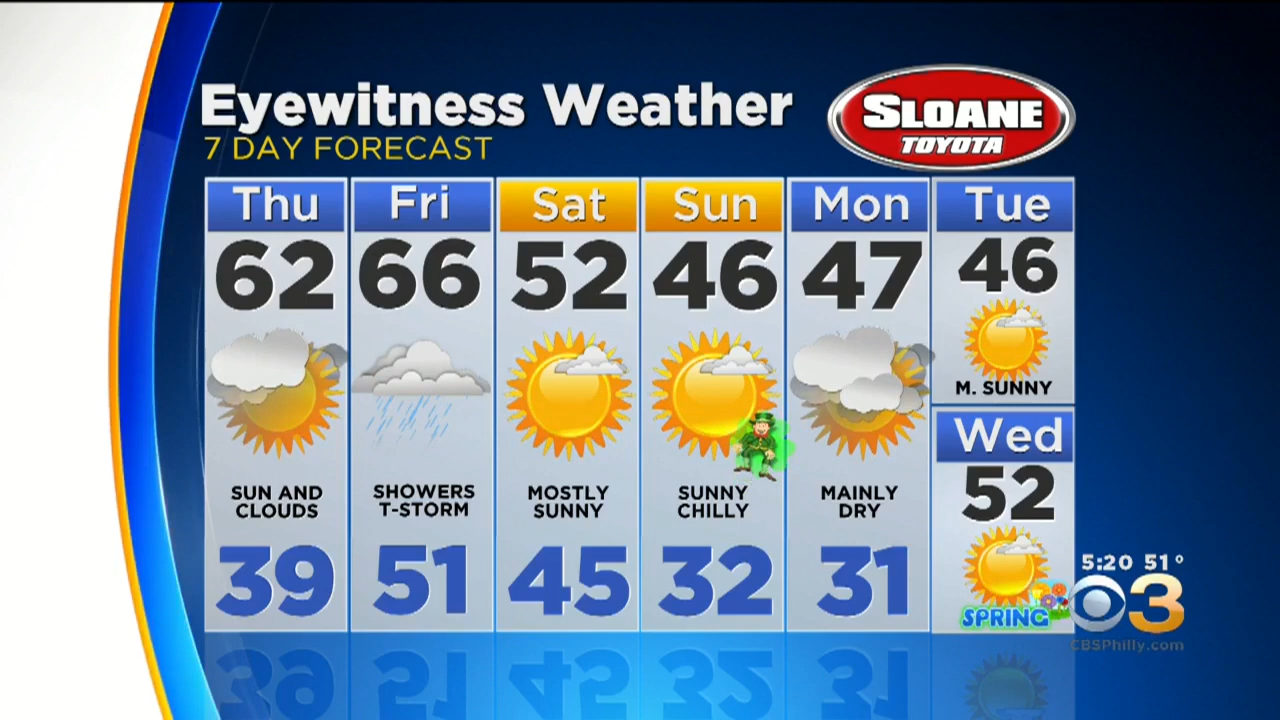 Eyewitness Weather
7 DAY FORECAST
SLOANE
TOYOTA
Thu
62
SUN AND
CLOUDS
39
Fri
66
SHOWERS
T-STORM
51
Sat
52
MOSTLY
SUNNY
45
Sun
46
SUNNY
CHILLY
32
Mon
47
MAINLY
DRY
31
Tue
46
M. SUNNY
Wed
52
SPRING
5:20 51°
3
CBSPhilly.com